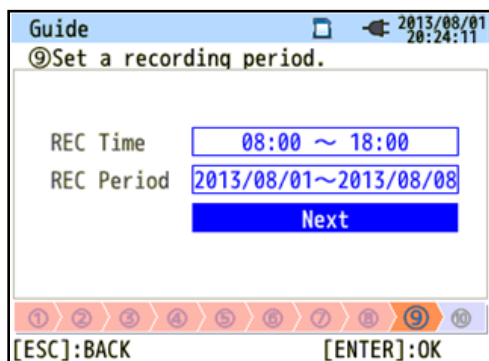 Guide 2013/08/01
20:24:11
⑨Set a recording period.
REC Time 08:00 ~ 18:00
REC Period 2013/08/01~2013/08/08
Next
① ② ③ ④ ⑤ ⑥ ⑦ ⑧ ⑨ ⑩
[ESC]:BACK [ENTER]:OK